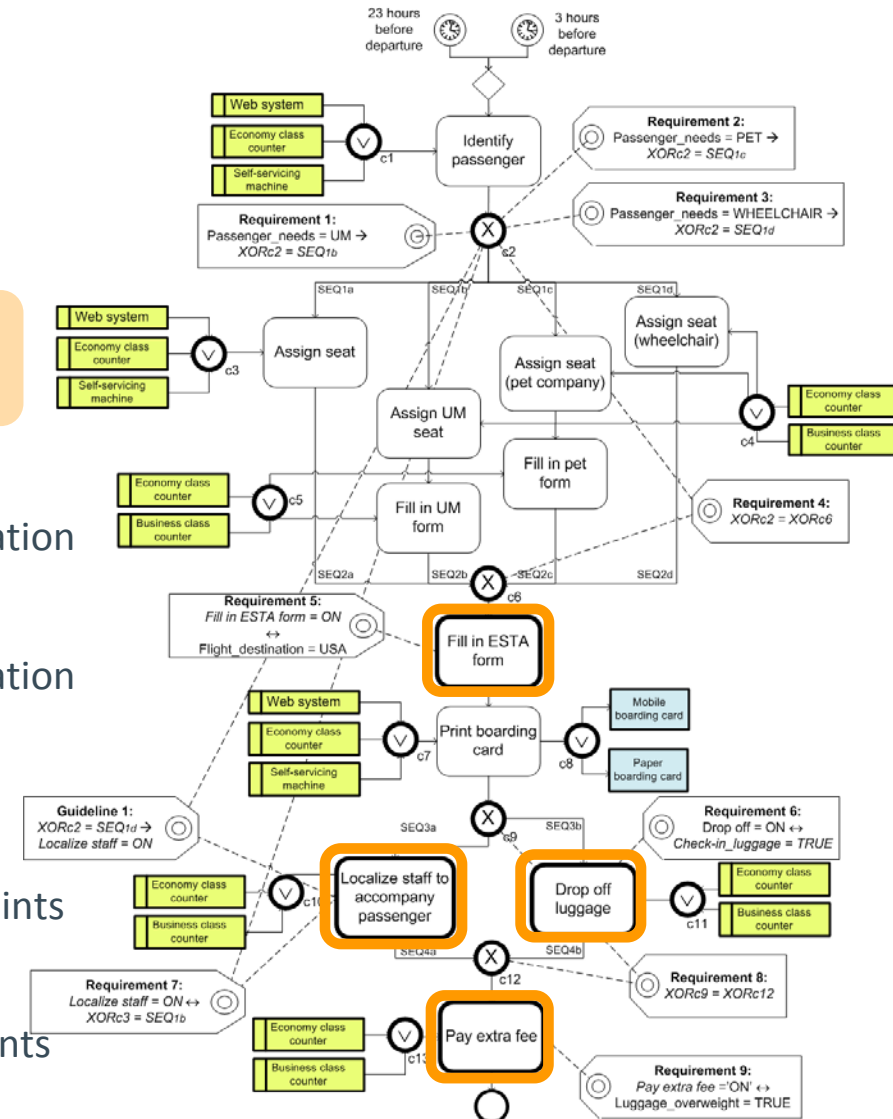 23 hours
before
departure
3 hours
before
departure
Web system
Economy class
counter
Self-servicing
machine
c1
Identify
passenger
Requirement 2:
Passenger_needs = PET →
XORc2 = SEQ1c
Requirement 3:
Passenger_needs = WHEELCHAIR →
XORc2 = SEQ1d
Requirement 1:
Passenger_needs = UM →
XORc2 = SEQ1b
X
c2
SEQ1a
SEQ1b
SEQ1c
SEQ1d
Web system
Economy class
counter
Self-servicing
machine
c3
Assign seat
Assign UM
seat
Assign seat
(pet company)
Assign seat
(wheelchair)
Economy class
counter
Business class
counter
c4
Economy class
counter
Business class
counter
c5
Fill in UM
form
Fill in pet
form
Requirement 4:
XORc2 = XORc6
ation
SEQ2a
SEQ2b
SEQ2c
SEQ2d
X
c6
Requirement 5:
Fill in ESTA form = ON
↔
Flight_destination = USA
Fill in ESTA
form
ation
Web system
Economy class
counter
Self-servicing
machine
c7
Print boarding
card
c8
Mobile
boarding card
Paper
boarding card
Guideline 1:
XORc2 = SEQ1d →
Localize staff = ON
SEQ3a
X
c9
SEQ3b
Requirement 6:
Drop off = ON ↔
Check-in_luggage = TRUE
Economy class
counter
Business class
counter
c10
Localize staff to
accompany
passenger
Drop off
luggage
Economy class
counter
Business class
counter
c11
ints
SEQ4a
X
c12
SEQ4b
Requirement 7:
Localize staff = ON ↔
XORc3 = SEQ1b
Requirement 8:
XORc9 = XORc12
nts
Economy class
counter
Business class
counter
c13
Pay extra fee
Requirement 9:
Pay extra fee ='ON' ↔
Luggage_overweight = TRUE